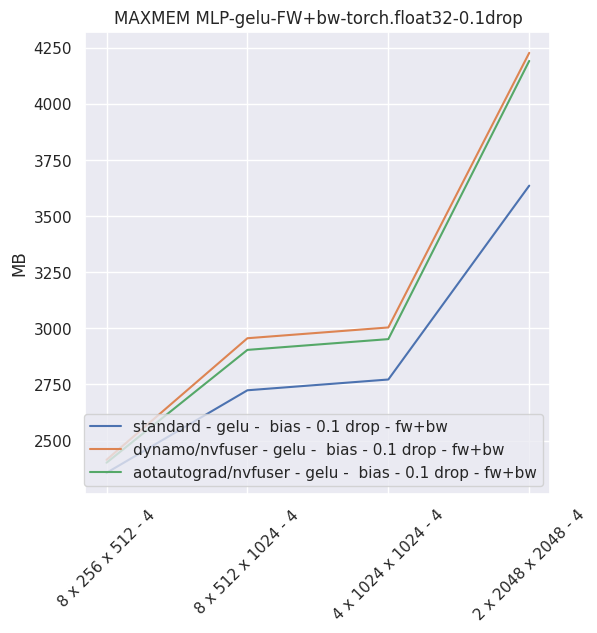 MAXMEM MLP-gelu-FW+bw-torch.float32-0.1drop
4250
4000
3750
3500
3250
3000
2750
2500
MB
standard - gelu -  bias - 0.1 drop - fw+bw
dynamo/nvfuser - gelu -  bias - 0.1 drop - fw+bw
aotautograd/nvfuser - gelu -  bias - 0.1 drop - fw+bw
8 x 256 x 512 - 4
8 x 512 x 1024 - 4
4 x 1024 x 1024 - 4
2 x 2048 x 2048 - 4